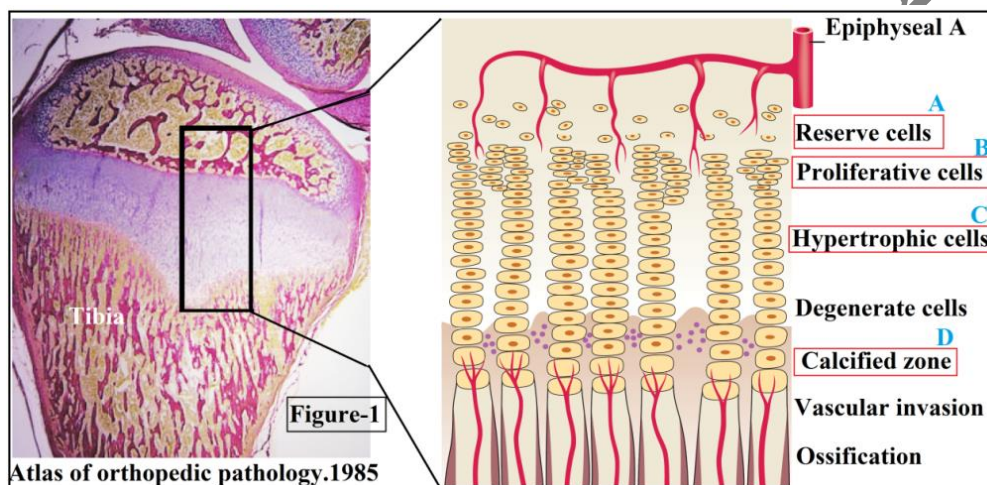 Epiphyseal A
A
Reserve cells
B
Proliferative cells
C
Hypertrophic cells
Degenerate cells
D
Calcified zone
Vascular invasion
Ossification
Tibia
Figure-1
Atlas of orthopedic pathology.1985